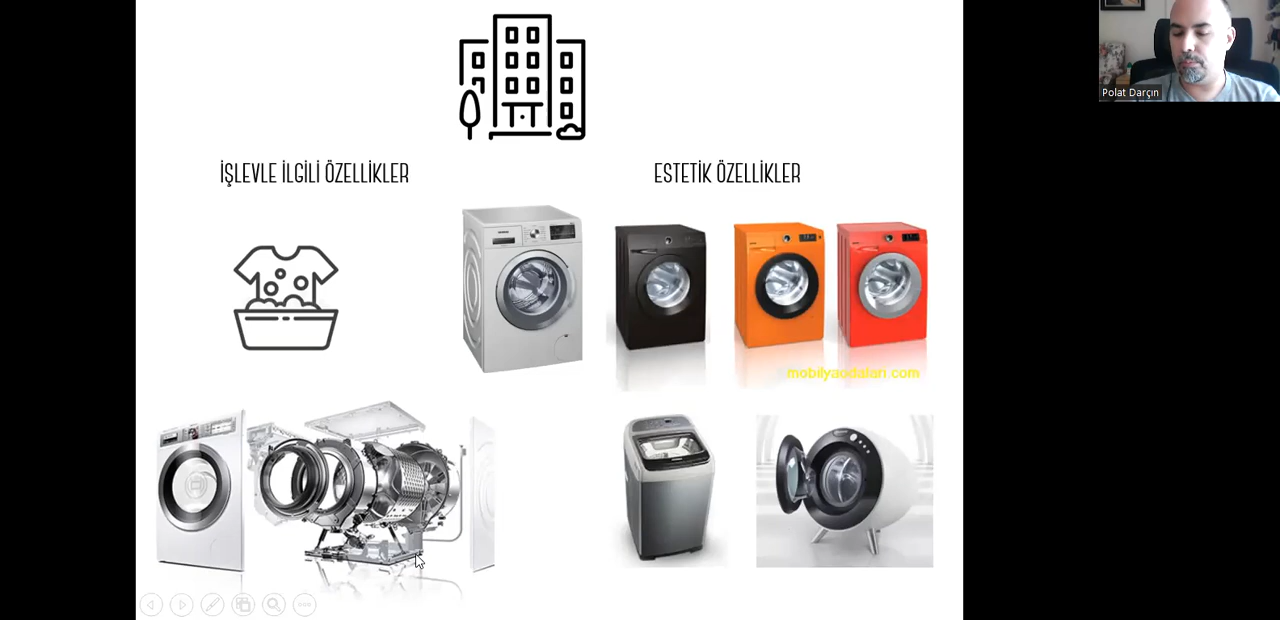 Polat Darçın
İŞLEVLE İLGİLİ ÖZELLİKLER
ESTETİK ÖZELLİKLER
mobilyaodalari.com